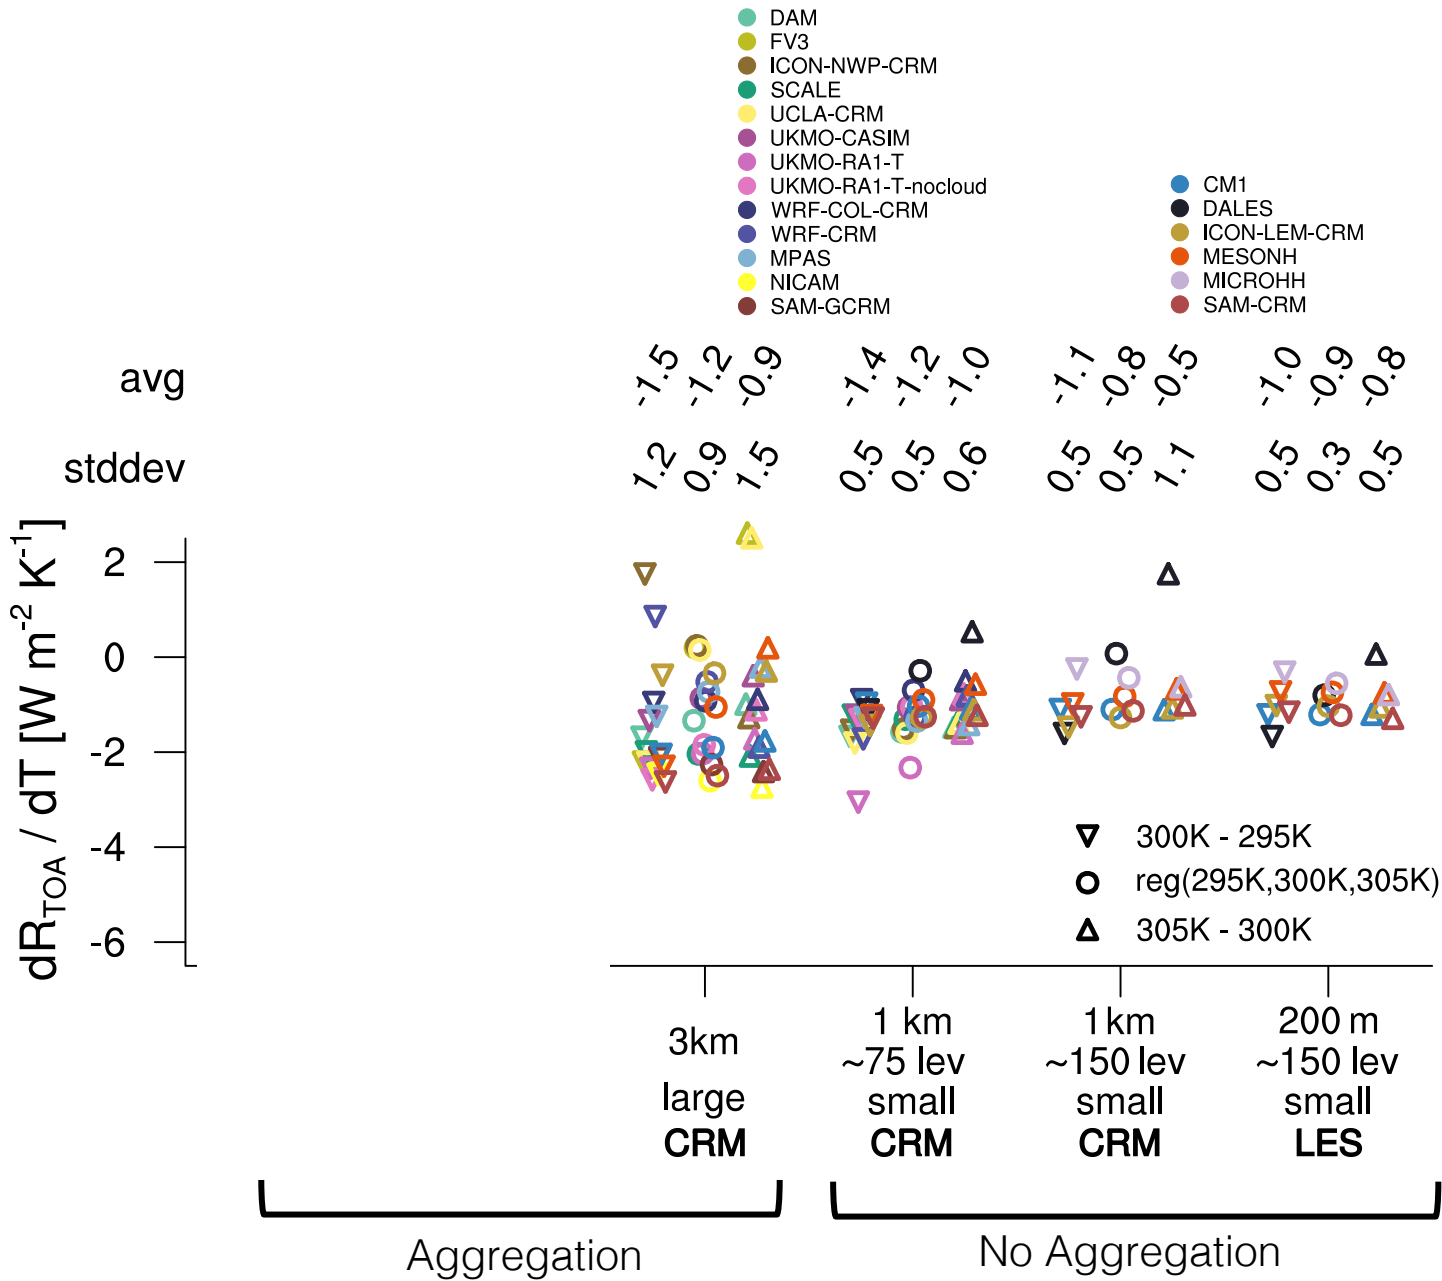 DAM
FV3
ICON-NWP-CRM
SCALE
UCLA-CRM
UKMO-CASIM
UKMO-RA1-T
UKMO-RA1-T-nocloud
WRF-COL-CRM
WRF-CRM
MPAS
NICAM
SAM-GCRM
CM1
DALES
ICON-LEM-CRM
MESONH
MICROHH
SAM-CRM
avg -1.5 -1.2 -0.9 -1.4 -1.2 -1.0 -1.1 -0.8 -0.5 -1.0 -0.9 -0.8
stddev 1.2 0.9 1.5 0.5 0.5 0.6 0.5 0.5 1.1 0.5 0.3 0.5
dR_TOA / dT [W m⁻² K⁻¹]
2
0
-2
-4
-6
300K - 295K
reg(295K,300K,305K)
305K - 300K
3km
large
CRM
1 km
~75 lev
small
CRM
1km
~150 lev
small
CRM
200 m
~150 lev
small
LES
Aggregation
No Aggregation